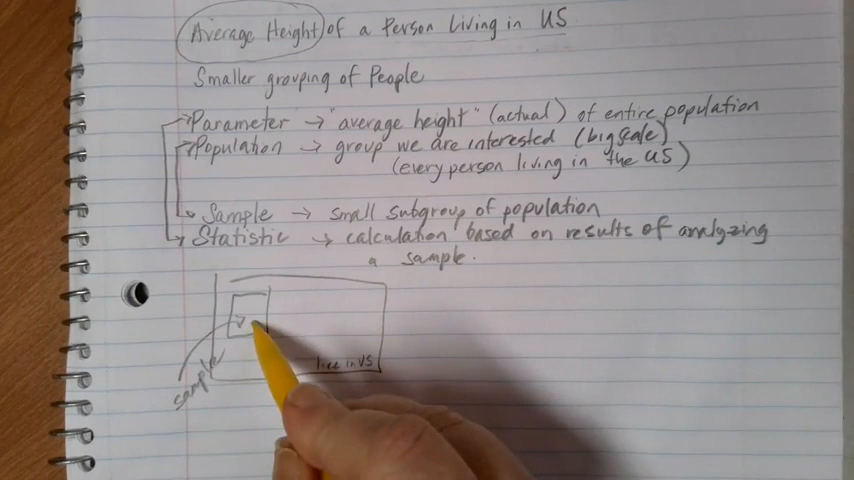 Average Height of a Person Living in US
Smaller grouping of People
Parameter → "average height" (actual) of entire population
Population → group we are interested (big scale)
(every person living in the US)
Sample → small subgroup of population
Statistic → calculation based on results of analyzing
a sample.
live in US
sample